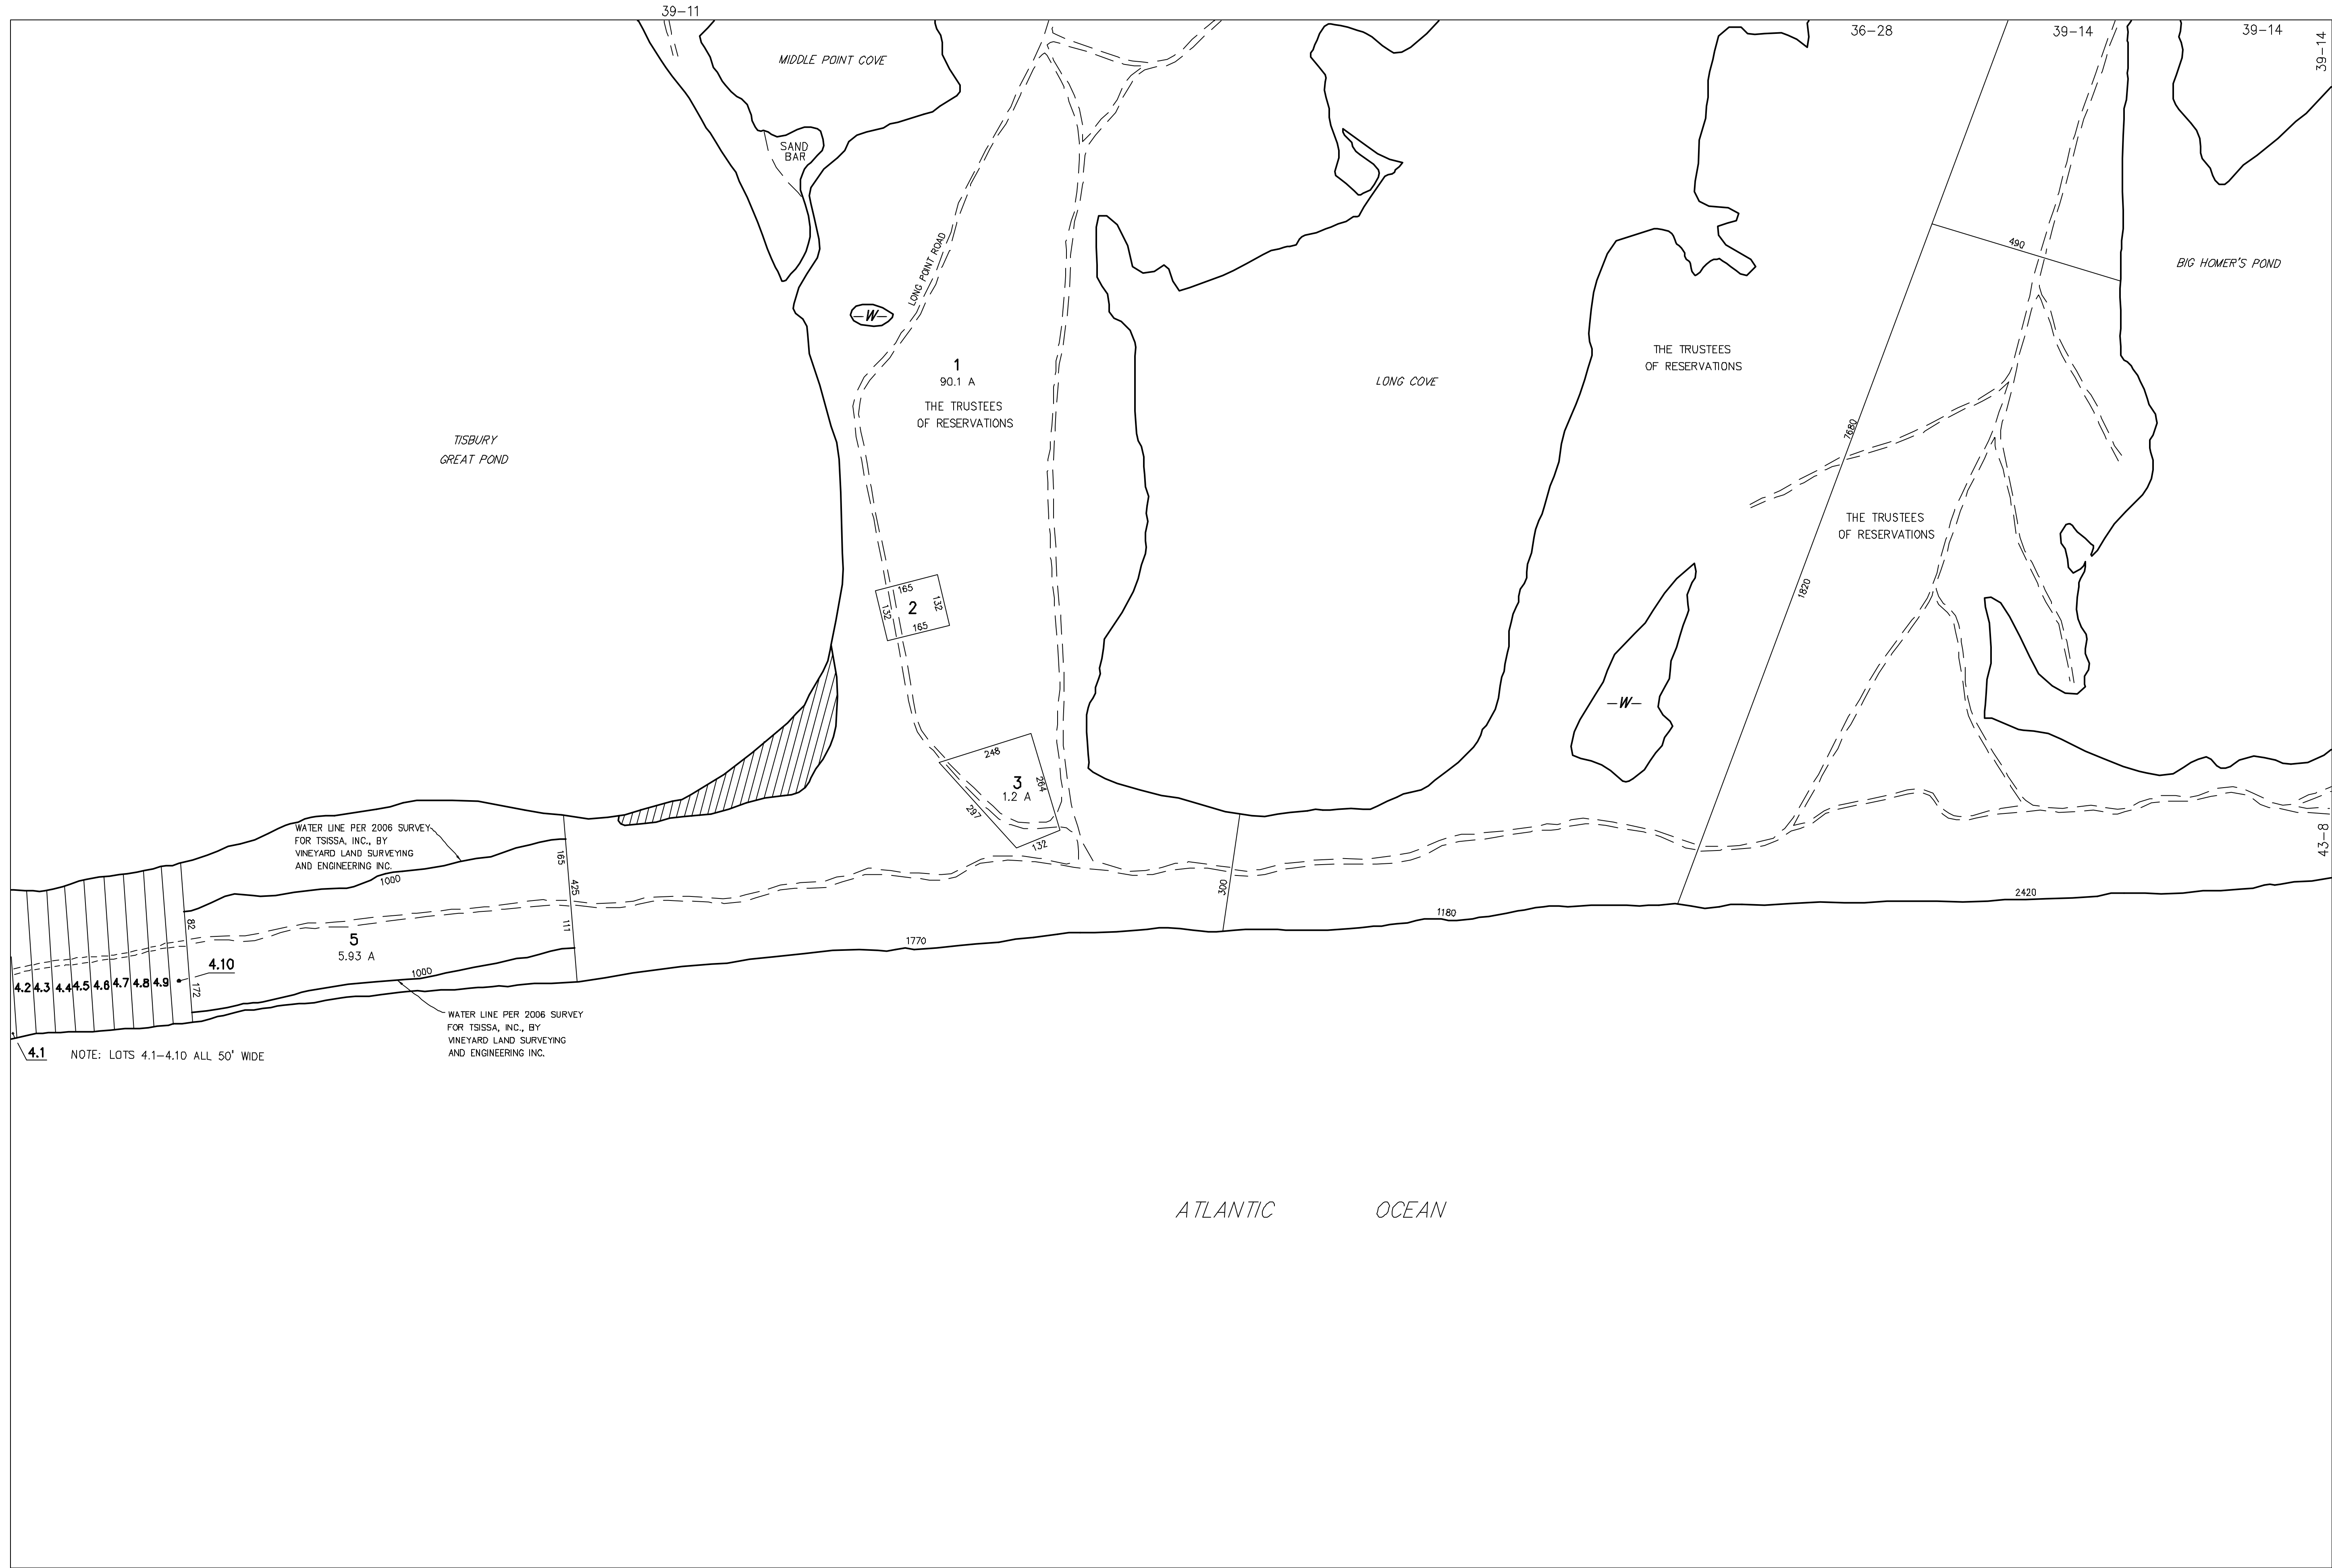 39-11
36-28
39-14
39-14
39-14
MIDDLE POINT COVE
SAND
BAR
LONG POINT ROAD
490
BIG HOMER'S POND
-W-
1
90.1 A
THE TRUSTEES
OF RESERVATIONS
LONG COVE
THE TRUSTEES
OF RESERVATIONS
7680
TISBURY
GREAT POND
THE TRUSTEES
OF RESERVATIONS
1820
165
132
2
132
165
-W-
248
3
1.2 A
264
297
132
WATER LINE PER 2006 SURVEY
FOR TSISSA, INC., BY
VINEYARD LAND SURVEYING
AND ENGINEERING INC.
1000
165
425
111
300
43-8
2420
1180
1770
82
5
5.93 A
4.10
1000
172
4.2
4.3
4.4
4.5
4.6
4.7
4.8
4.9
WATER LINE PER 2006 SURVEY
FOR TSISSA, INC., BY
VINEYARD LAND SURVEYING
AND ENGINEERING INC.
4.1
NOTE: LOTS 4.1-4.10 ALL 50' WIDE
ATLANTIC OCEAN